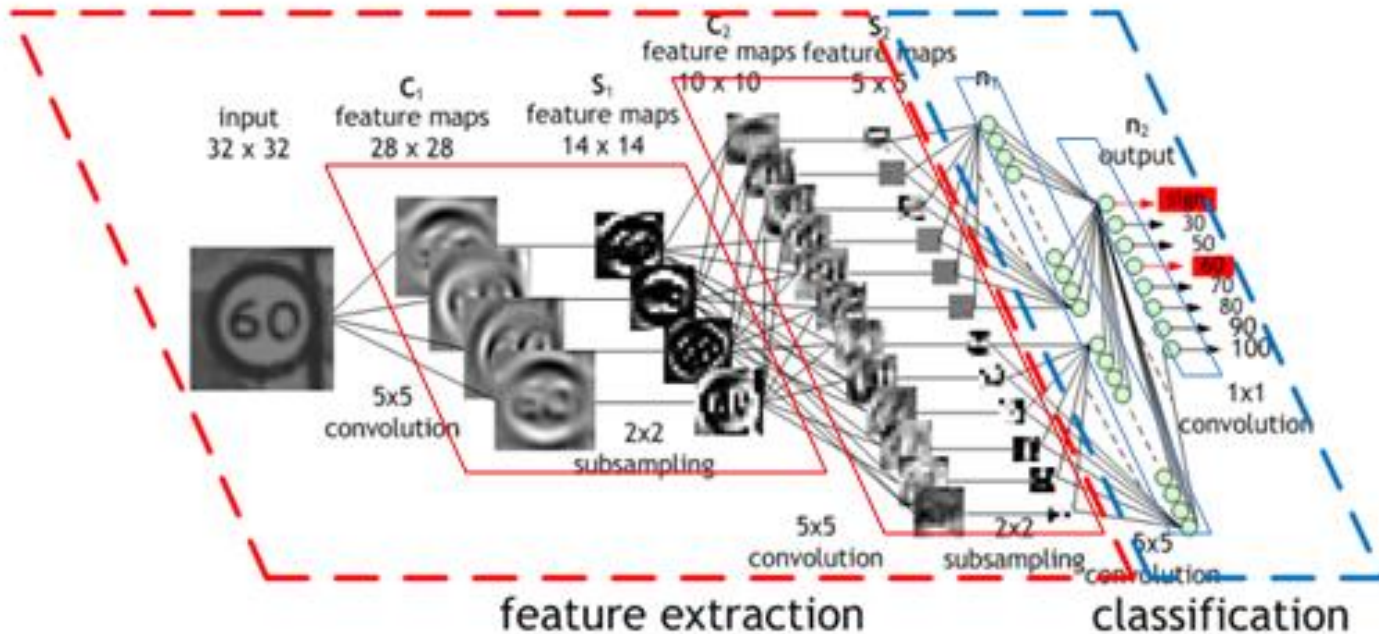 C₂
feature maps
10 x 10
S₂
feature maps
5 x 5
n₁
C₁
feature maps
28 x 28
S₁
feature maps
14 x 14
input
32 x 32
n₂
output
30
50
60
70
80
90
100
60
5x5
convolution
2x2
subsampling
1x1
convolution
5x5
convolution
2x2
subsampling
convolution
feature extraction
classification